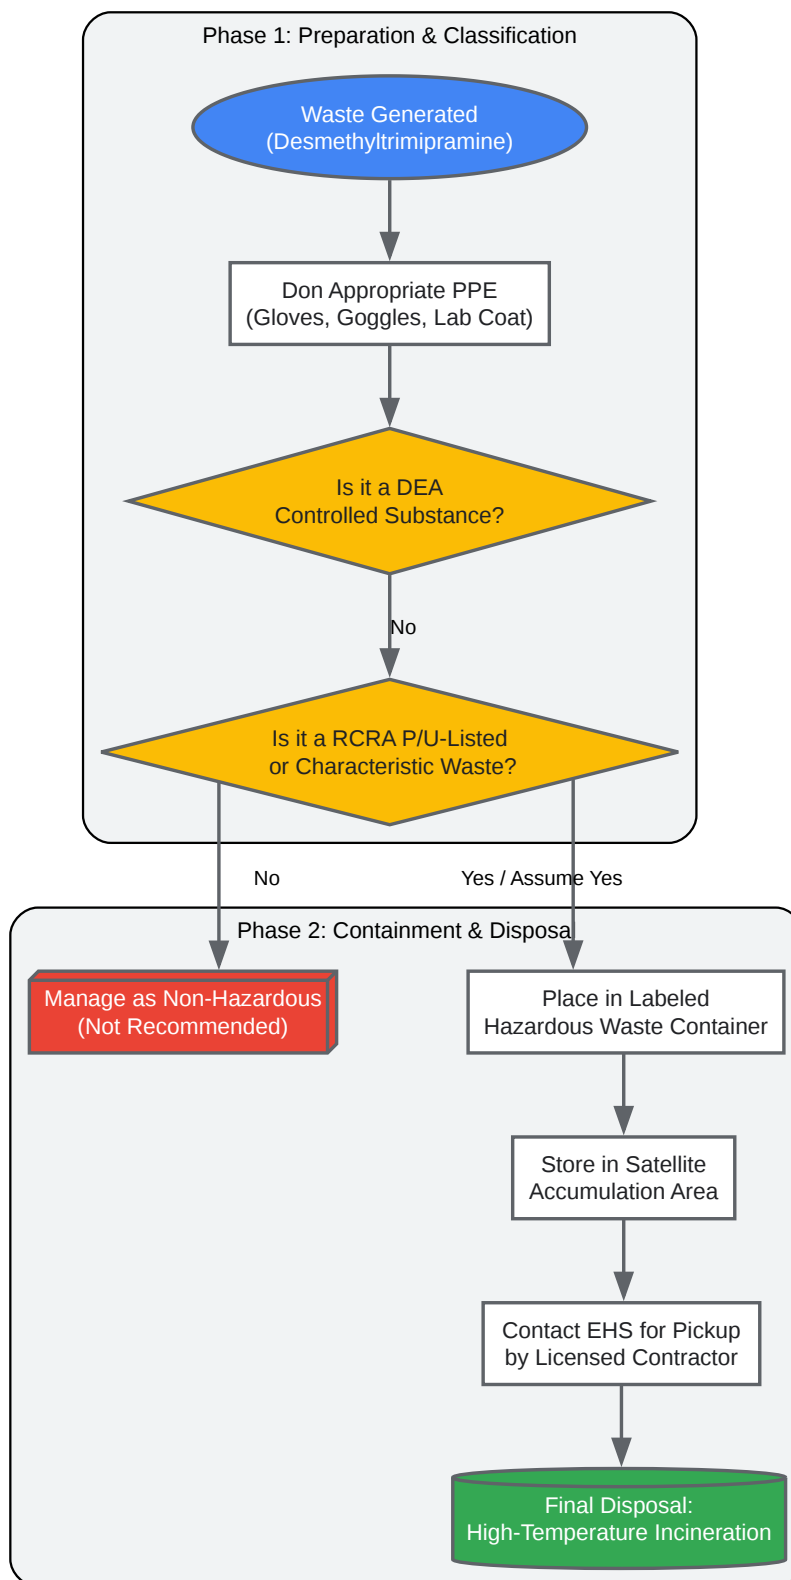 Phase 1: Preparation & Classification
Waste Generated
(Desmethyltrimipramine)
Don Appropriate PPE
(Gloves, Goggles, Lab Coat)
Is it a DEA
Controlled Substance?
No
Is it a RCRA P/U-Listed
or Characteristic Waste?
No
Yes / Assume Yes
Phase 2: Containment & Disposal
Manage as Non-Hazardous
(Not Recommended)
Place in Labeled
Hazardous Waste Container
Store in Satellite
Accumulation Area
Contact EHS for Pickup
by Licensed Contractor
Final Disposal:
High-Temperature Incineration